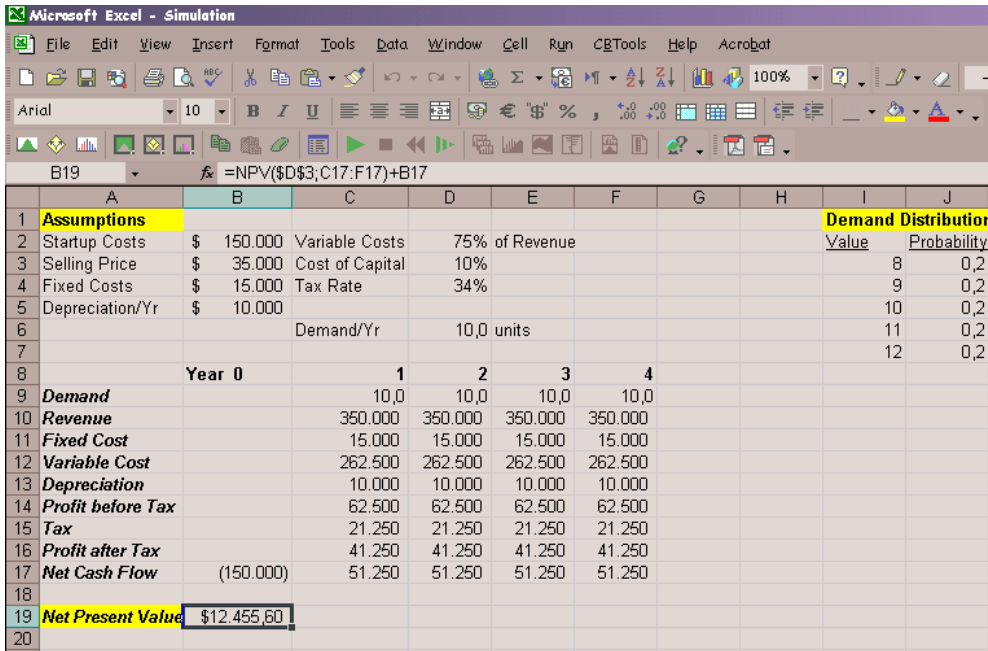 Microsoft Excel - Simulation
File Edit View Insert Format Tools Data Window Cell Run CBTools Help Acrobat
100%
Arial 10 B I U € "$" % ,
B19 fx =NPV($D$3;C17:F17)+B17
A B C D E F G H I J
1 Assumptions Demand Distribution
2 Startup Costs $ 150.000 Variable Costs 75% of Revenue Value Probability
3 Selling Price $ 35.000 Cost of Capital 10% 8 0,2
4 Fixed Costs $ 15.000 Tax Rate 34% 9 0,2
5 Depreciation/Yr $ 10.000 10 0,2
6 Demand/Yr 10,0 units 11 0,2
7 12 0,2
8 Year 0 1 2 3 4
9 Demand 10,0 10,0 10,0 10,0
10 Revenue 350.000 350.000 350.000 350.000
11 Fixed Cost 15.000 15.000 15.000 15.000
12 Variable Cost 262.500 262.500 262.500 262.500
13 Depreciation 10.000 10.000 10.000 10.000
14 Profit before Tax 62.500 62.500 62.500 62.500
15 Tax 21.250 21.250 21.250 21.250
16 Profit after Tax 41.250 41.250 41.250 41.250
17 Net Cash Flow (150.000) 51.250 51.250 51.250 51.250
18
19 Net Present Value $12.455,60
20